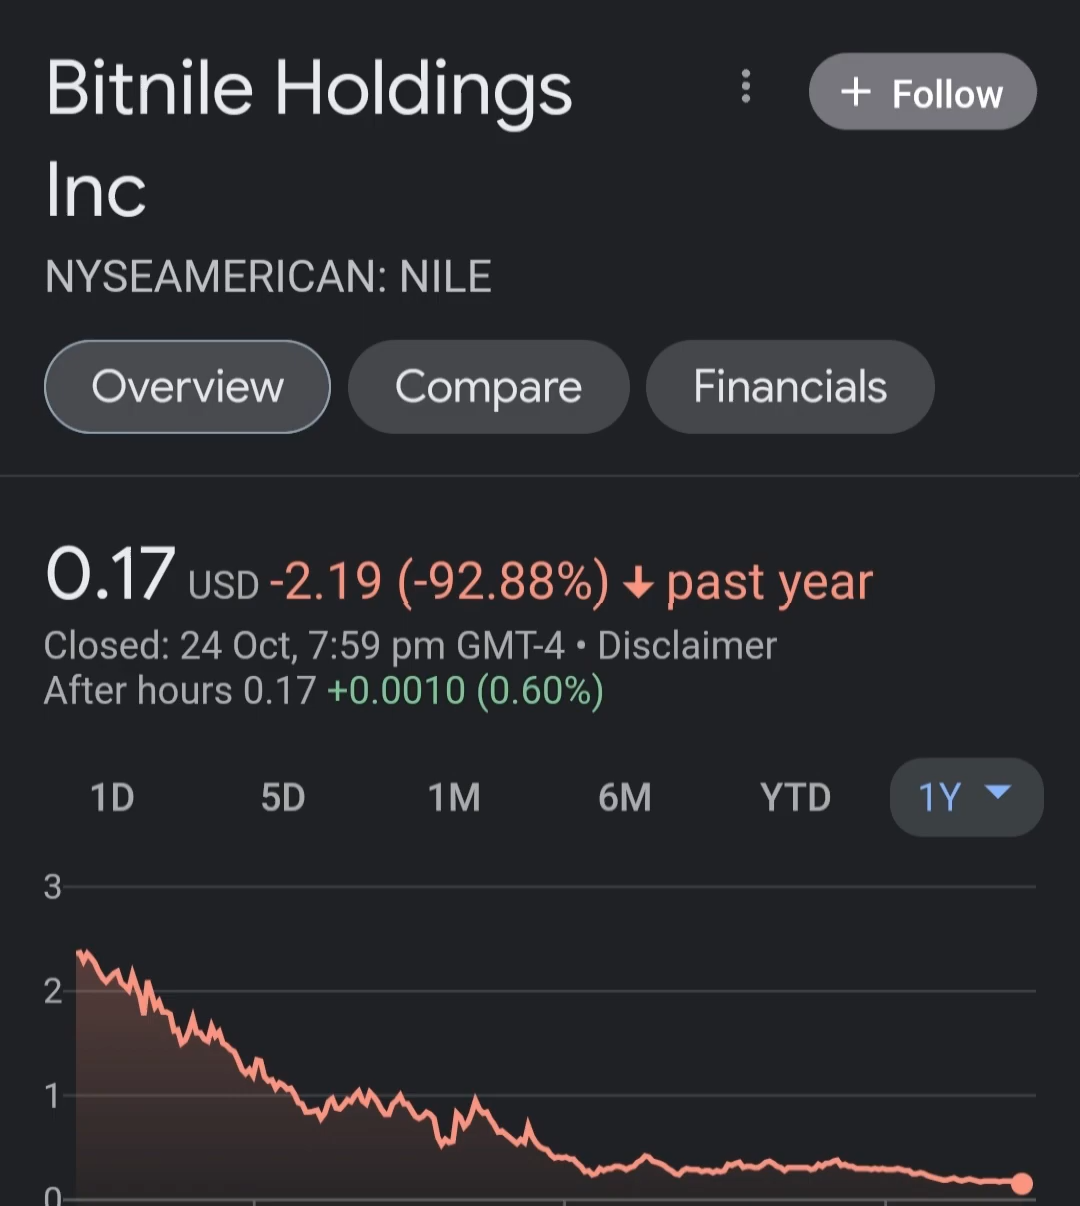 Bitnile Holdings
Inc
+ Follow
NYSEAMERICAN: NILE
Overview
Compare
Financials
0.17 USD -2.19 (-92.88%) ↓ past year
Closed: 24 Oct, 7:59 pm GMT-4 • Disclaimer
After hours 0.17 +0.0010 (0.60%)
1D 5D 1M 6M YTD 1Y
3
2
1
0